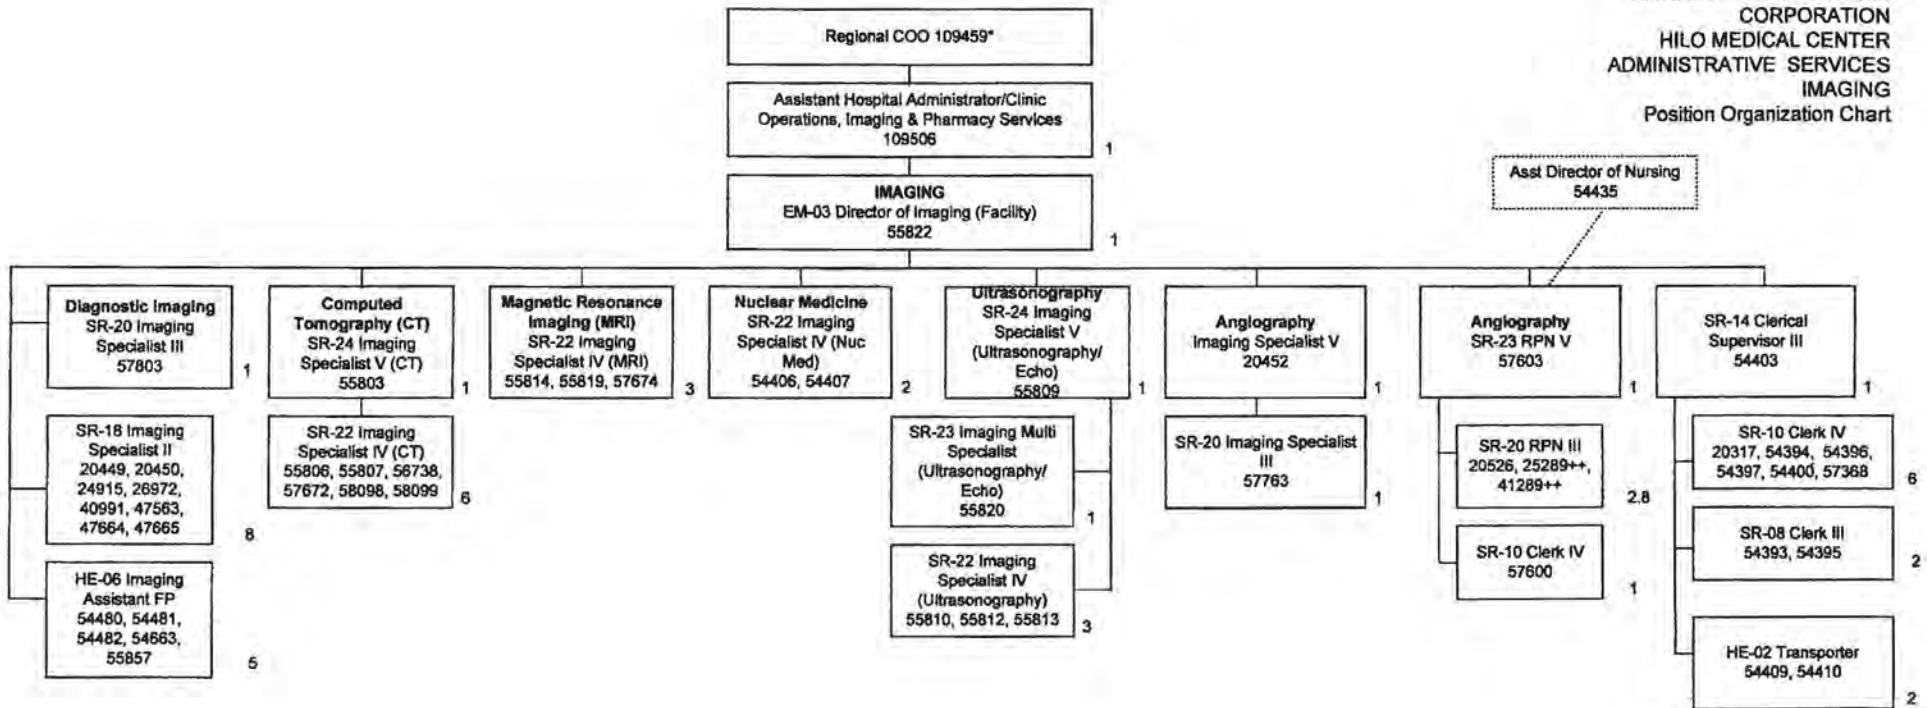 CORPORATION
HILO MEDICAL CENTER
ADMINISTRATIVE SERVICES
IMAGING
Position Organization Chart
Regional COO 109459*
Assistant Hospital Administrator/Clinic
Operations, Imaging & Pharmacy Services
109506
1
IMAGING
EM-03 Director of Imaging (Facility)
55822
1
Asst Director of Nursing
54435
Diagnostic Imaging
SR-20 Imaging
Specialist III
57803
1
SR-18 Imaging
Specialist II
20449, 20450,
24915, 26972,
40991, 47563,
47664, 47665
8
HE-06 Imaging
Assistant FP
54480, 54481,
54482, 54663,
55857
5
Computed
Tomography (CT)
SR-24 Imaging
Specialist V (CT)
55803
1
SR-22 Imaging
Specialist IV (CT)
55806, 55807, 56738,
57672, 58098, 58099
6
Magnetic Resonance
Imaging (MRI)
SR-22 Imaging
Specialist IV (MRI)
55814, 55819, 57674
3
Nuclear Medicine
SR-22 Imaging
Specialist IV (Nuc
Med)
54406, 54407
2
Ultrasonography
SR-24 Imaging
Specialist V
(Ultrasonography/
Echo)
55809
1
SR-23 Imaging Multi
Specialist
(Ultrasonography/
Echo)
55820
1
SR-22 Imaging
Specialist IV
(Ultrasonography)
55810, 55812, 55813
3
Angiography
Imaging Specialist V
20452
1
SR-20 Imaging Specialist
III
57763
1
Angiography
SR-23 RPN V
57603
1
SR-20 RPN III
20526, 25289++,
41289++
2.8
SR-10 Clerk IV
57600
1
SR-14 Clerical
Supervisor III
54403
1
SR-10 Clerk IV
20317, 54394, 54396,
54397, 54400, 57368
6
SR-08 Clerk III
54393, 54395
2
HE-02 Transporter
54409, 54410
2